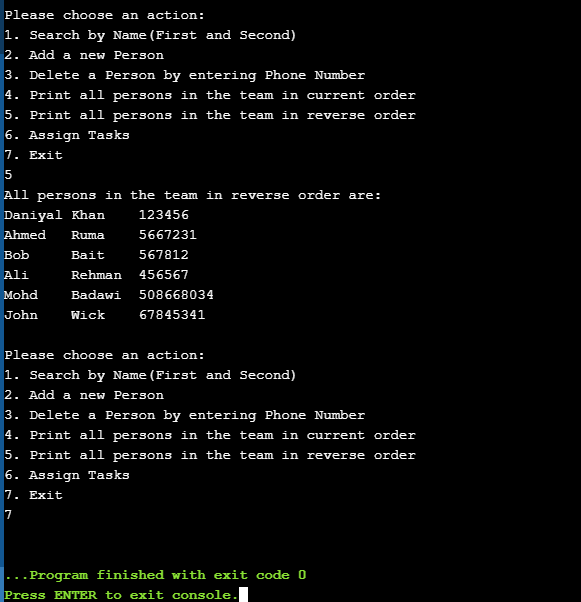 Please choose an action:
1. Search by Name(First and Second)
2. Add a new Person
3. Delete a Person by entering Phone Number
4. Print all persons in the team in current order
5. Print all persons in the team in reverse order
6. Assign Tasks
7. Exit
5
All persons in the team in reverse order are:
Daniyal Khan    123456
Ahmed   Ruma    5667231
Bob     Bait    567812
Ali     Rehman  456567
Mohd    Badawi  508668034
John    Wick    67845341

Please choose an action:
1. Search by Name(First and Second)
2. Add a new Person
3. Delete a Person by entering Phone Number
4. Print all persons in the team in current order
5. Print all persons in the team in reverse order
6. Assign Tasks
7. Exit
7

...Program finished with exit code 0
Press ENTER to exit console.